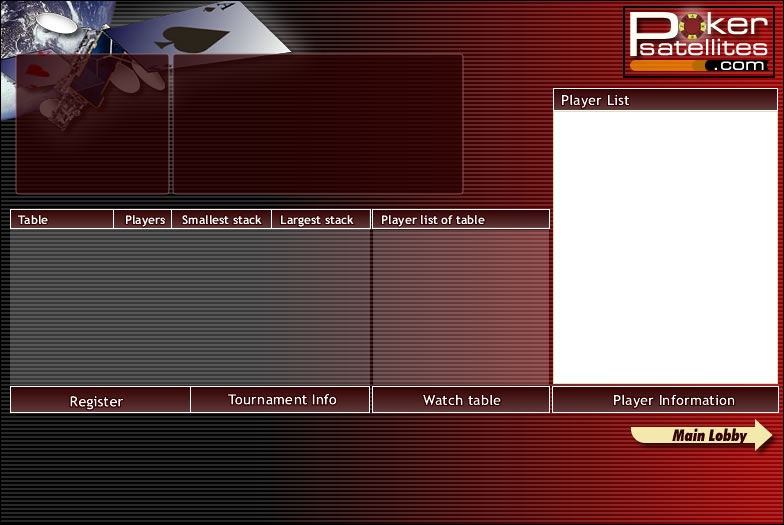 Poker
satellites
.com
A
Player List
Table Players Smallest stack Largest stack Player list of table
Register Tournament Info Watch table Player Information
Main Lobby